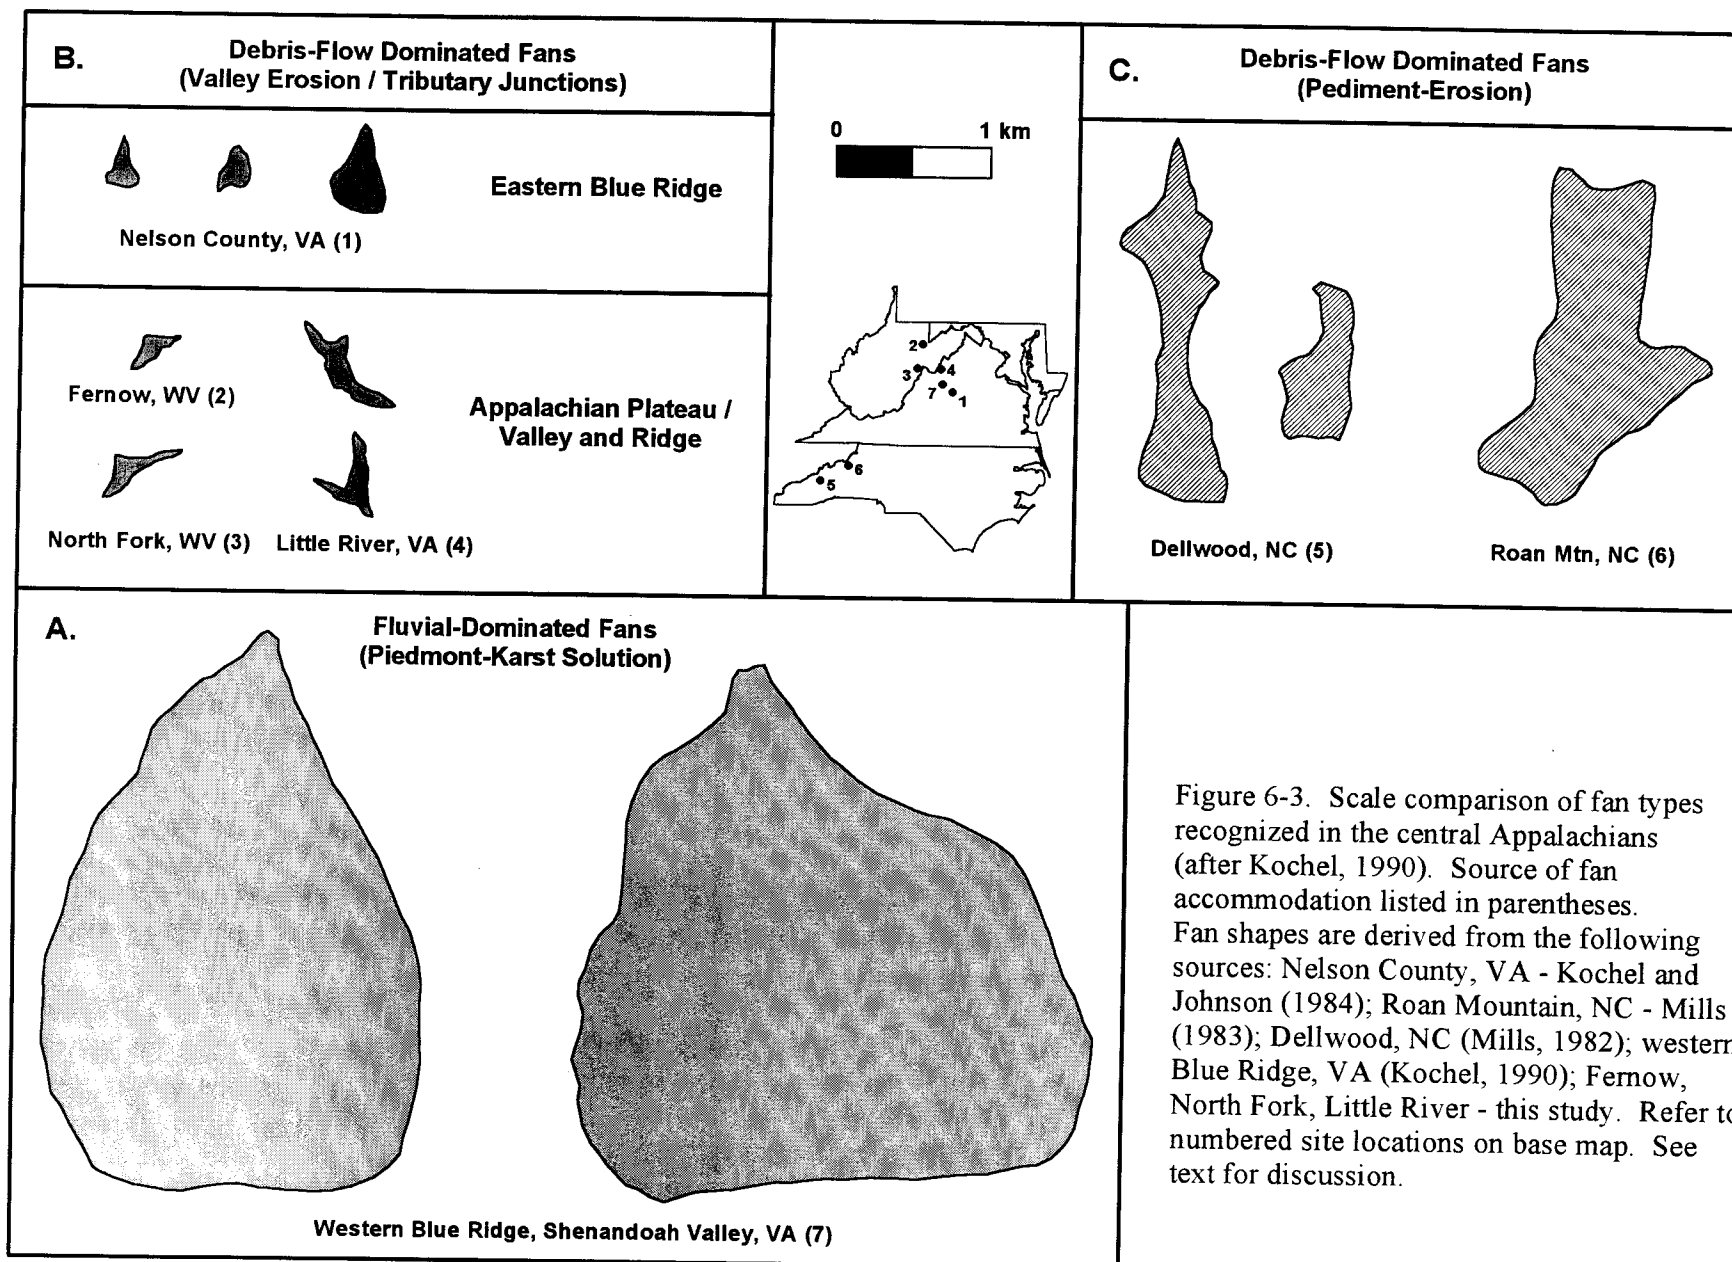 B.
Debris-Flow Dominated Fans
(Valley Erosion / Tributary Junctions)
Eastern Blue Ridge
Nelson County, VA (1)
Fernow, WV (2)
Appalachian Plateau /
Valley and Ridge
North Fork, WV (3)
Little River, VA (4)
0
1 km
2
3
4
7
1
6
5
C.
Debris-Flow Dominated Fans
(Pediment-Erosion)
Dellwood, NC (5)
Roan Mtn, NC (6)
A.
Fluvial-Dominated Fans
(Piedmont-Karst Solution)
Western Blue Ridge, Shenandoah Valley, VA (7)
Figure 6-3. Scale comparison of fan types
recognized in the central Appalachians
(after Kochel, 1990). Source of fan
accommodation listed in parentheses.
Fan shapes are derived from the following
sources: Nelson County, VA - Kochel and
Johnson (1984); Roan Mountain, NC - Mills
(1983); Dellwood, NC (Mills, 1982); western
Blue Ridge, VA (Kochel, 1990); Fernow,
North Fork, Little River - this study. Refer to
numbered site locations on base map. See
text for discussion.